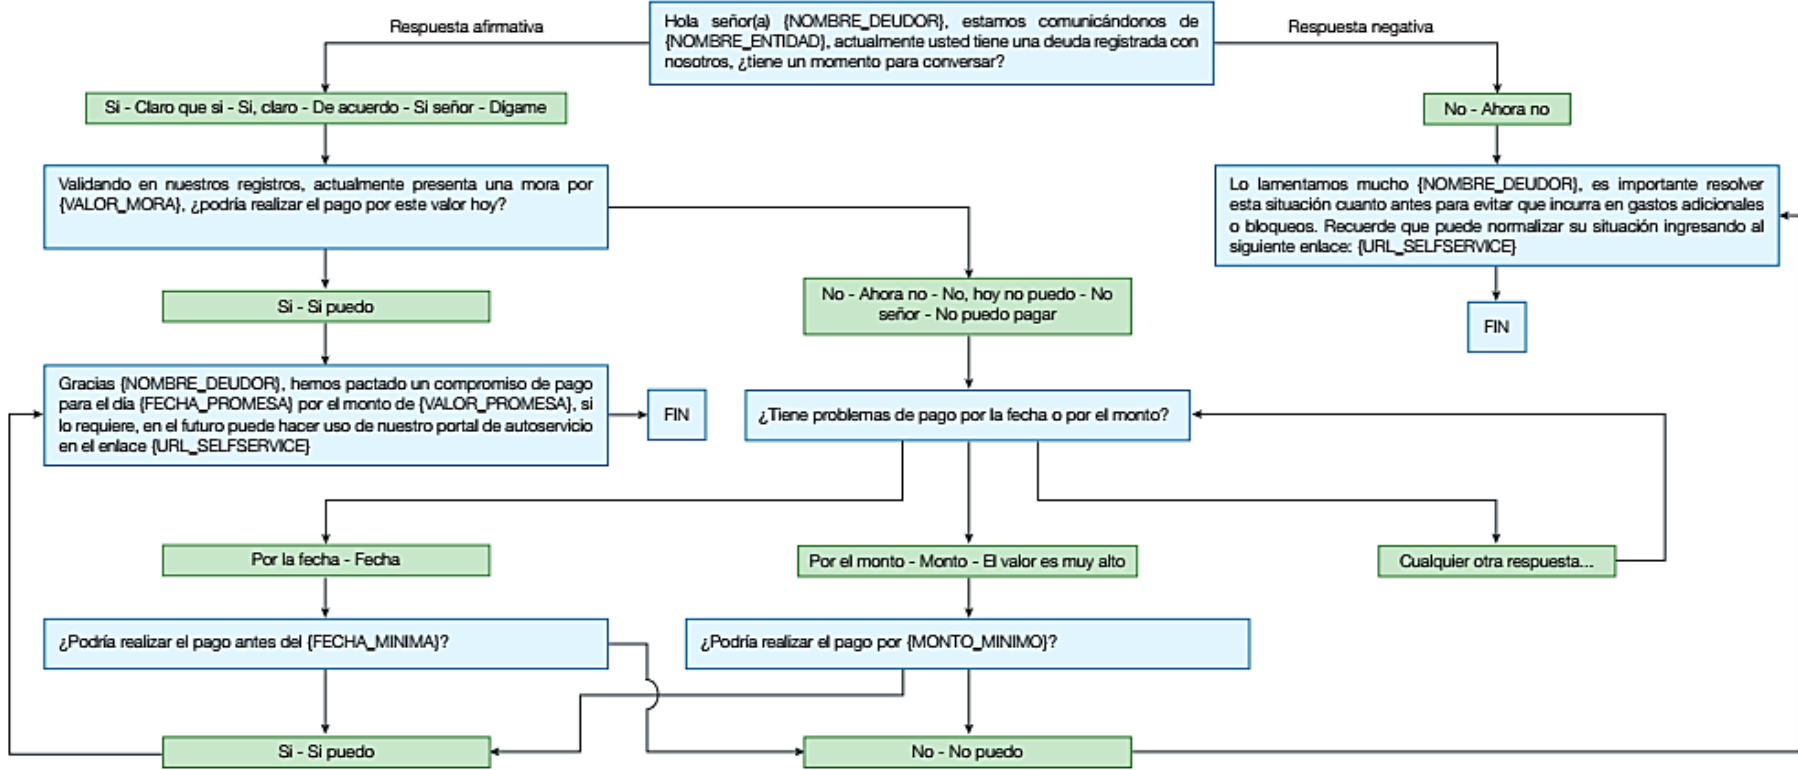 Hola señor(a) {NOMBRE_DEUDOR}, estamos comunicándonos de
{NOMBRE_ENTIDAD}, actualmente usted tiene una deuda registrada con
nosotros, ¿tiene un momento para conversar?
Respuesta afirmativa
Respuesta negativa
Si - Claro que si - Si, claro - De acuerdo - Si señor - Dígame
No - Ahora no
Validando en nuestros registros, actualmente presenta una mora por
{VALOR_MORA}, ¿podría realizar el pago por este valor hoy?
Lo lamentamos mucho {NOMBRE_DEUDOR}, es importante resolver
esta situación cuanto antes para evitar que incurra en gastos adicionales
o bloqueos. Recuerde que puede normalizar su situación ingresando al
siguiente enlace: {URL_SELFSERVICE}
Si - Si puedo
No - Ahora no - No, hoy no puedo - No
señor - No puedo pagar
FIN
Gracias {NOMBRE_DEUDOR}, hemos pactado un compromiso de pago
para el día {FECHA_PROMESA} por el monto de {VALOR_PROMESA}, si
lo requiere, en el futuro puede hacer uso de nuestro portal de autoservicio
en el enlace {URL_SELFSERVICE}
FIN
¿Tiene problemas de pago por la fecha o por el monto?
Por la fecha - Fecha
Por el monto - Monto - El valor es muy alto
Cualquier otra respuesta...
¿Podría realizar el pago antes del {FECHA_MINIMA}?
¿Podría realizar el pago por {MONTO_MINIMO}?
Si - Si puedo
No - No puedo